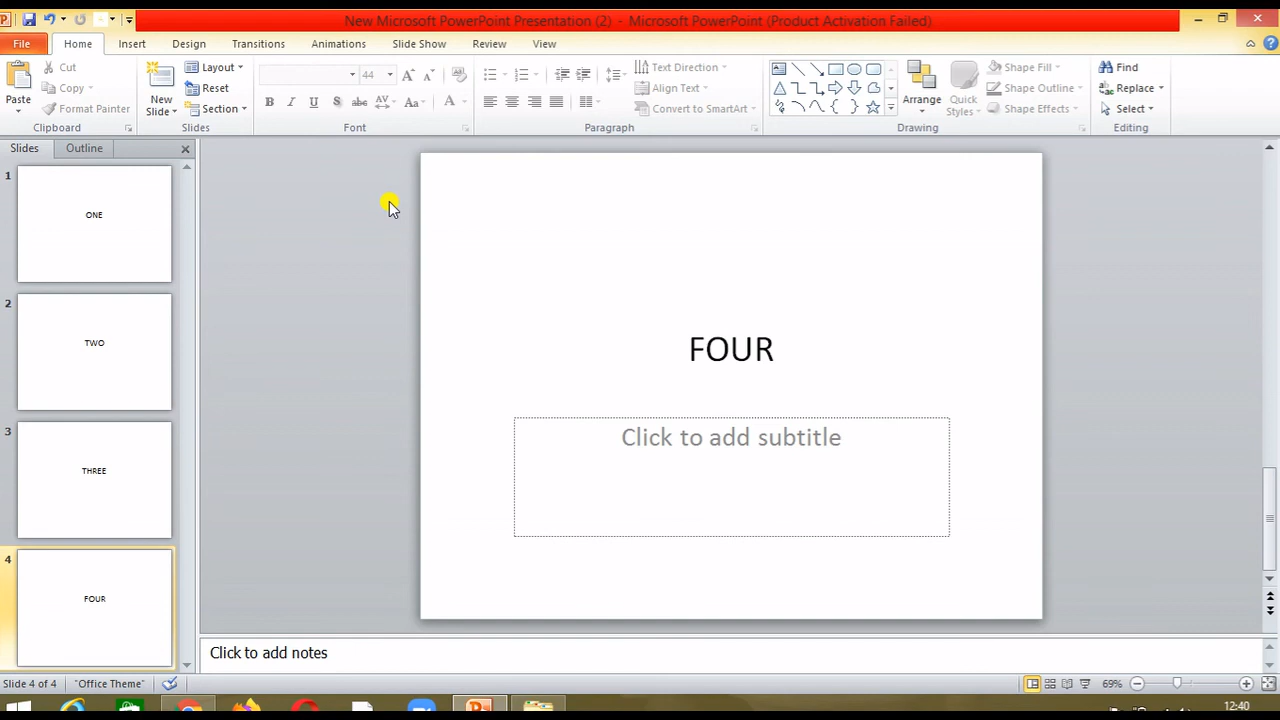 New Microsoft PowerPoint Presentation (2) - Microsoft PowerPoint (Product Activation Failed)
File Home Insert Design Transitions Animations Slide Show Review View
Paste
Cut
Copy
Format Painter
Clipboard
New Slide
Layout
Reset
Section
Slides
44
Font
Text Direction
Align Text
Convert to SmartArt
Paragraph
Arrange
Quick Styles
Shape Fill
Shape Outline
Shape Effects
Drawing
Find
Replace
Select
Editing
Slides Outline
1
ONE
2
TWO
3
THREE
4
FOUR
FOUR
Click to add subtitle
Click to add notes
Slide 4 of 4 "Office Theme" 69%
12:40